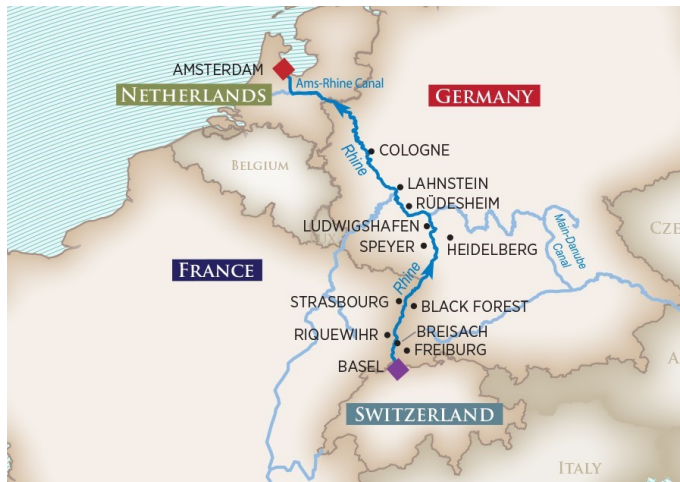 AMSTERDAM
Ams-Rhine Canal
NETHERLANDS
GERMANY
BELGIUM
Rhine
COLOGNE
LAHNSTEIN
RÜDESHEIM
LUDWIGSHAFEN
SPEYER
HEIDELBERG
Main-Danube
Canal
CZE
FRANCE
Rhine
STRASBOURG
BLACK FOREST
RIQUEWIHR
BREISACH
FREIBURG
BASEL
A
SWITZERLAND
ITALY